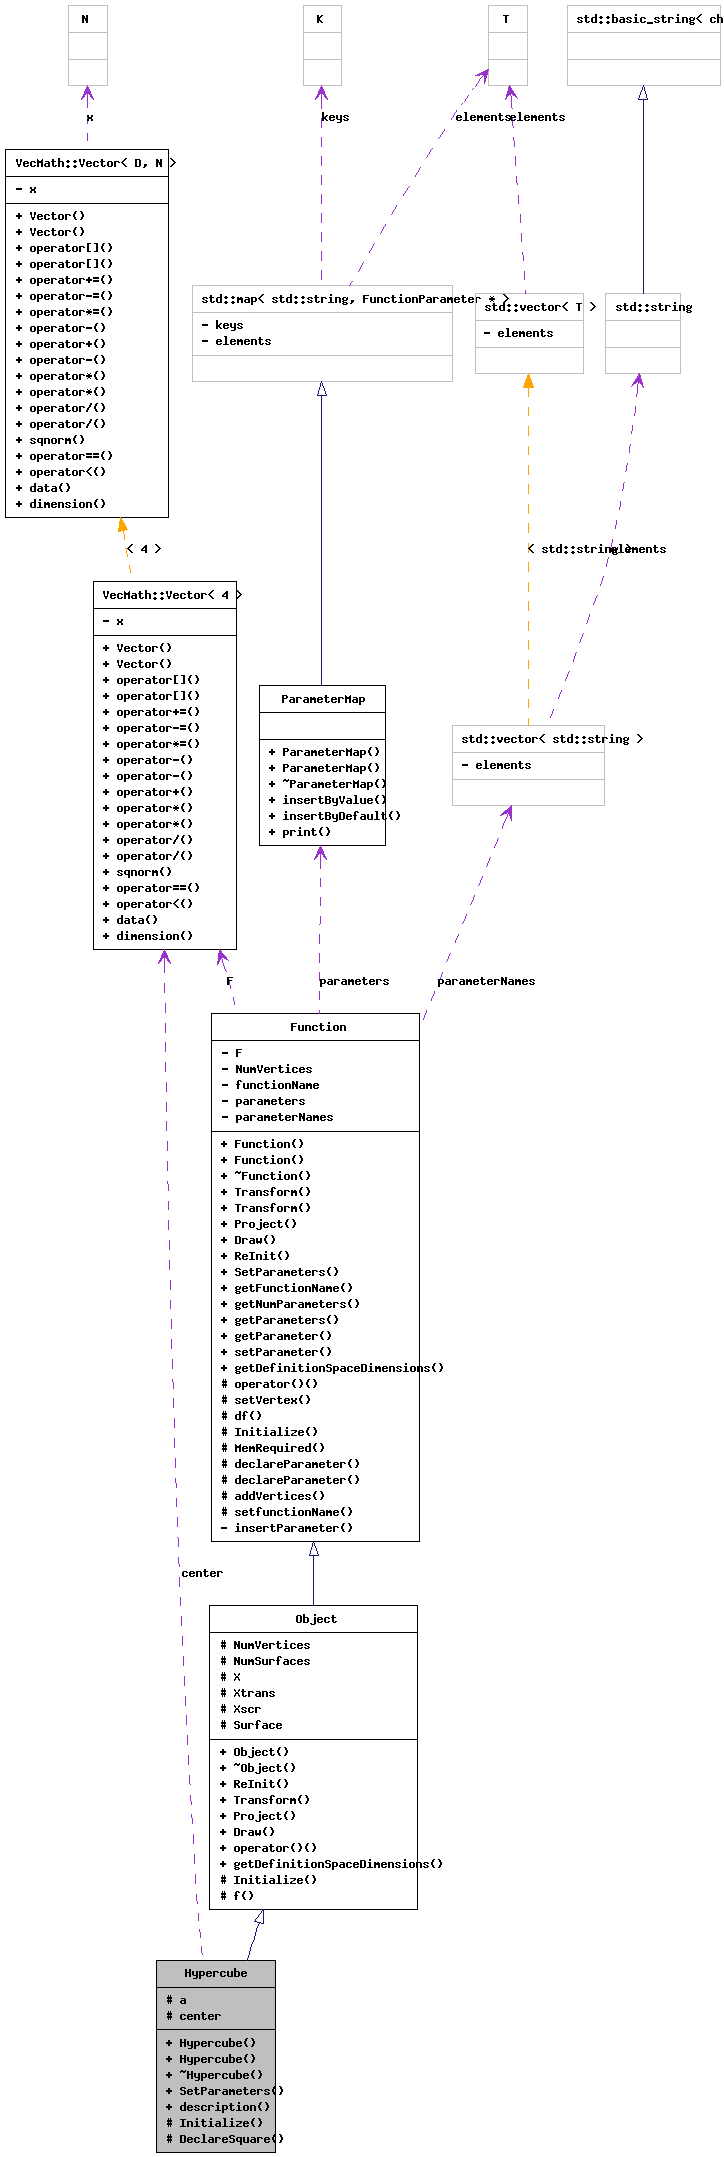 N
K
T
std::basic_string< ch
x
keys
elements
elements
VecMath::Vector< D, N >
- x
+ Vector()
+ Vector()
+ operator[]()
+ operator[]()
+ operator+=()
+ operator-=()
+ operator*=()
+ operator-()
+ operator+()
+ operator-()
+ operator*()
+ operator*()
+ operator/()
+ operator/()
+ sqnorm()
+ operator==()
+ operator<()
+ data()
+ dimension()
std::map< std::string, FunctionParameter * >
- keys
- elements
std::vector< T >
- elements
std::string
< 4 >
< std::string >
elements
VecMath::Vector< 4 >
- x
+ Vector()
+ Vector()
+ operator[]()
+ operator[]()
+ operator+=()
+ operator-=()
+ operator*=()
+ operator-()
+ operator-()
+ operator+()
+ operator*()
+ operator*()
+ operator/()
+ operator/()
+ sqnorm()
+ operator==()
+ operator<()
+ data()
+ dimension()
ParameterMap
+ ParameterMap()
+ ParameterMap()
+ ~ParameterMap()
+ insertByValue()
+ insertByDefault()
+ print()
std::vector< std::string >
- elements
F
parameters
parameterNames
Function
- F
- NumVertices
- functionName
- parameters
- parameterNames
+ Function()
+ Function()
+ ~Function()
+ Transform()
+ Transform()
+ Project()
+ Draw()
+ ReInit()
+ SetParameters()
+ getFunctionName()
+ getNumParameters()
+ getParameters()
+ getParameter()
+ setParameter()
+ getDefinitionSpaceDimensions()
# operator()()
# setVertex()
# df()
# Initialize()
# MemRequired()
# declareParameter()
# declareParameter()
# addVertices()
# setfunctionName()
- insertParameter()
center
Object
# NumVertices
# NumSurfaces
# X
# Xtrans
# Xscr
# Surface
+ Object()
+ ~Object()
+ ReInit()
+ Transform()
+ Project()
+ Draw()
+ operator()()
+ getDefinitionSpaceDimensions()
# Initialize()
# f()
Hypercube
# a
# center
+ Hypercube()
+ Hypercube()
+ ~Hypercube()
+ SetParameters()
+ description()
# Initialize()
# DeclareSquare()